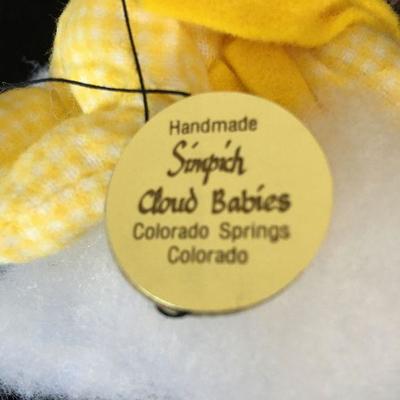 Handmade
Simpich
Cloud Babies
Colorado Springs
Colorado